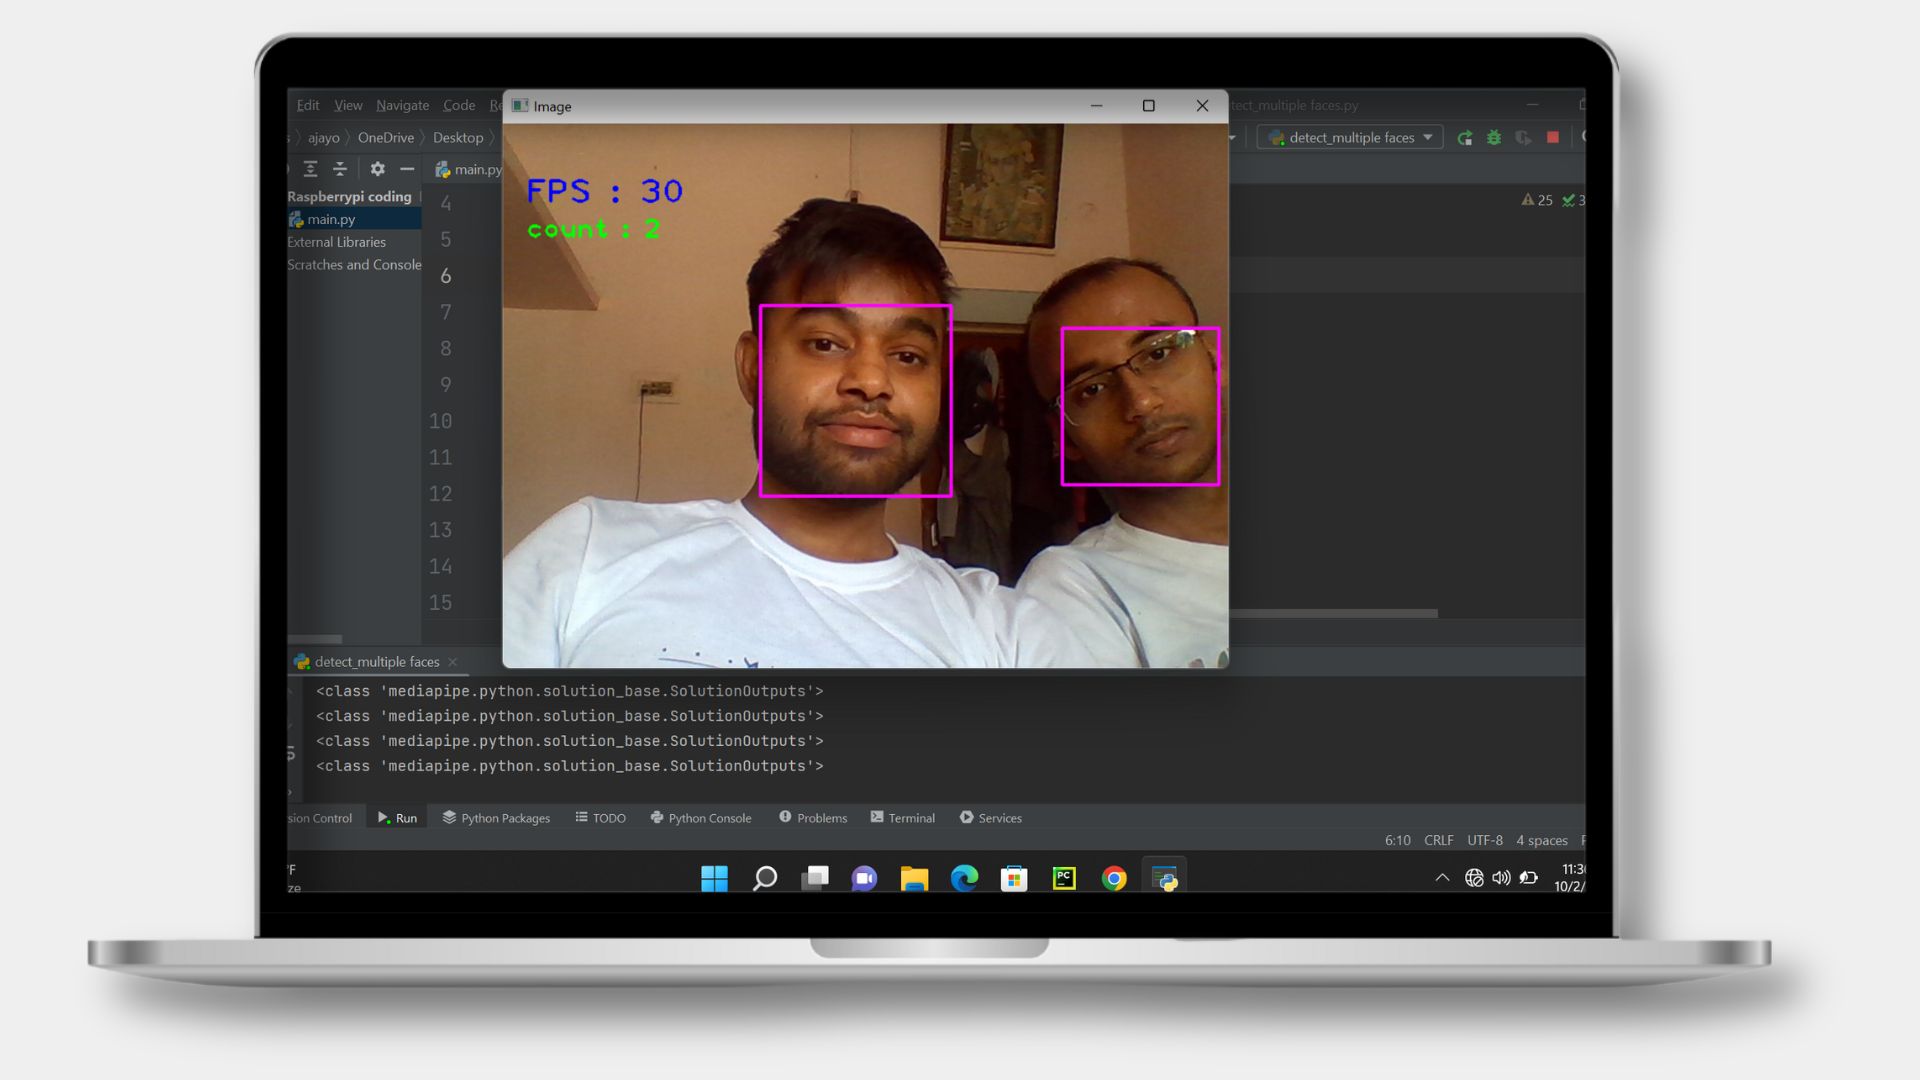 Edit View Navigate Code
Image
detect_multiple faces.py
ajayo OneDrive Desktop
detect_multiple faces
main.py
Raspberrypi coding
main.py
External Libraries
Scratches and Console
25 3
4
5
6
7
8
9
10
11
12
13
14
15
FPS : 30
count : 2
detect_multiple faces
<class 'mediapipe.python.solution_base.SolutionOutputs'>
<class 'mediapipe.python.solution_base.SolutionOutputs'>
<class 'mediapipe.python.solution_base.SolutionOutputs'>
<class 'mediapipe.python.solution_base.SolutionOutputs'>
sion Control Run Python Packages TODO Python Console Problems Terminal Services
6:10 CRLF UTF-8 4 spaces
PC
11:30
10/2/